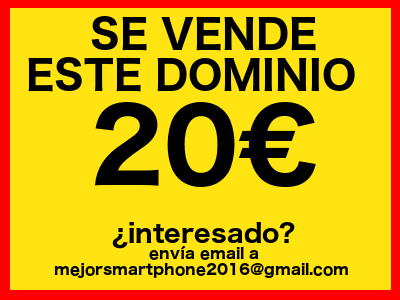 SE VENDE
ESTE DOMINIO
20€
¿interesado?
envía email a
mejorsmartphone2016@gmail.com